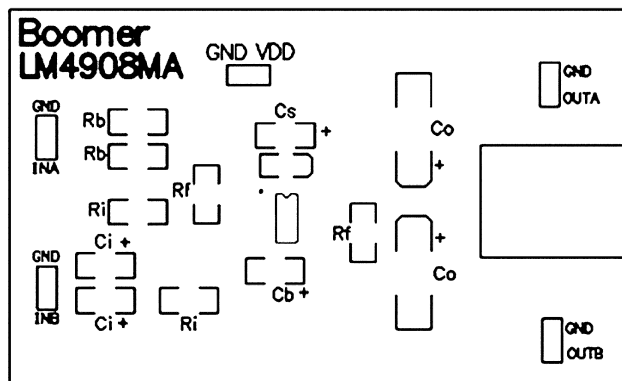 Boomer
LM4908MA
GND VDD
GND
OUTA
GND
INA
Rb
Rb
Cs
+
Co
+
Rf
Ri
Ci +
Rf
+
Co
GND
INB
Ci +
Ri
Cb +
GND
OUTB